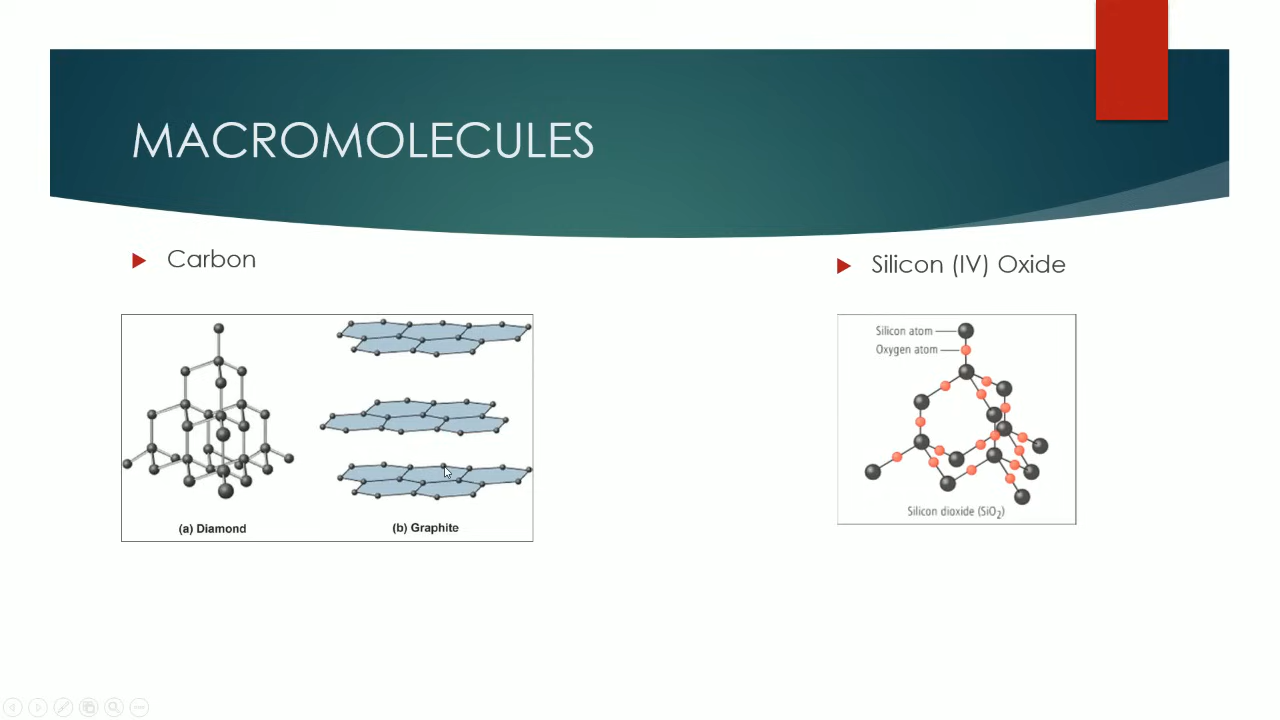 MACROMOLECULES
Carbon
Silicon (IV) Oxide
(a) Diamond
(b) Graphite
Silicon atom
Oxygen atom
Silicon dioxide (SiO2)